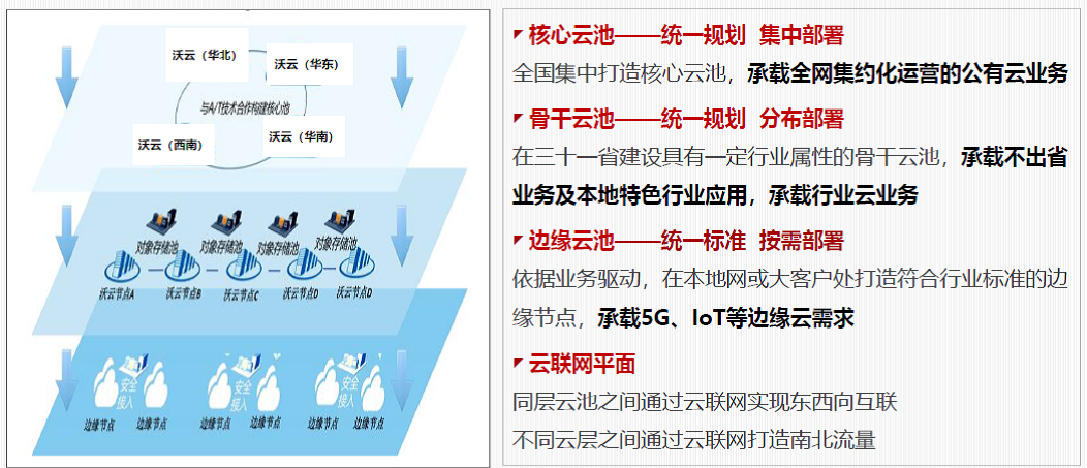 沃云（华北）
沃云（华东）
与A/T技术合作构建核心池
沃云（西南）
沃云（华南）
对象存储池
对象存储池
对象存储池
对象存储池
沃云节点A
沃云节点B
沃云节点C
沃云节点D
沃云节点D
安全
接入
安全
接入
安全
接入
边缘节点
边缘节点
边缘节点
边缘节点
边缘节点
边缘节点
核心云池——统一规划 集中部署
全国集中打造核心云池，承载全网集约化运营的公有云业务
骨干云池——统一规划 分布部署
在三十一省建设具有一定行业属性的骨干云池，承载不出省
业务及本地特色行业应用，承载行业云业务
边缘云池——统一标准 按需部署
依据业务驱动，在本地网或大客户处打造符合行业标准的边
缘节点，承载5G、IoT等边缘云需求
云联网平面
同层云池之间通过云联网实现东西向互联
不同云层之间通过云联网打造南北流量